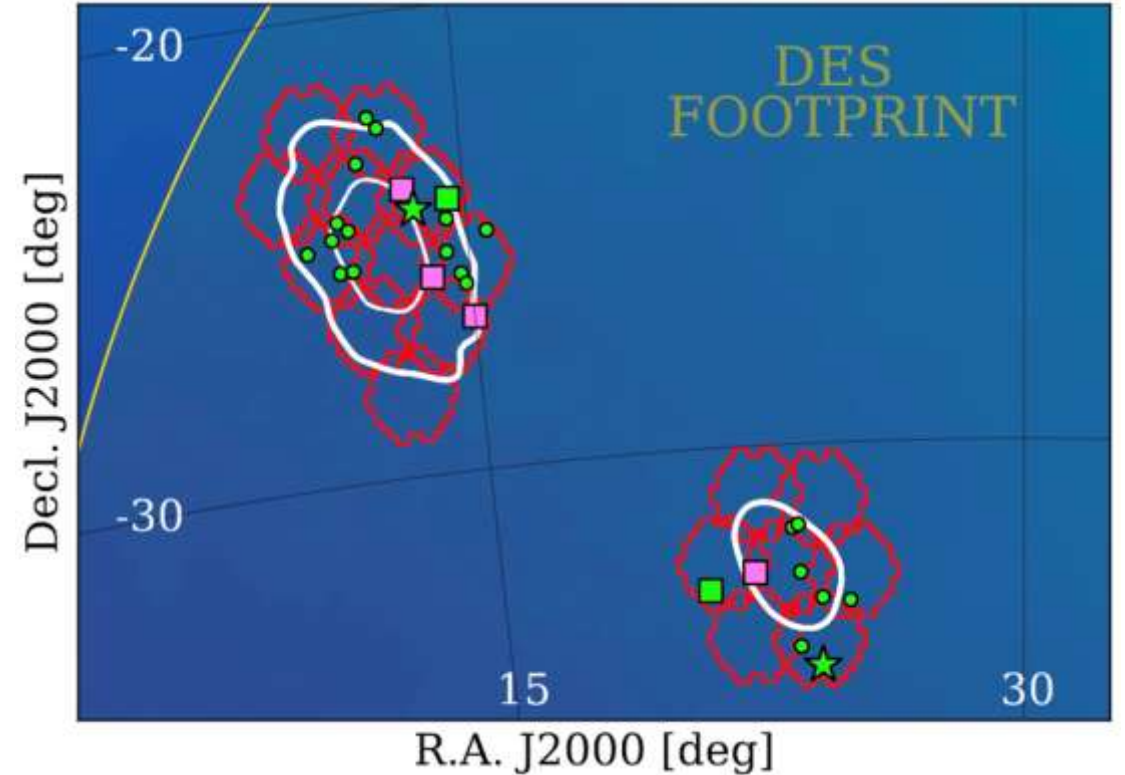 -20
DES
FOOTPRINT
Decl. J2000 [deg]
-30
15
30
R.A. J2000 [deg]